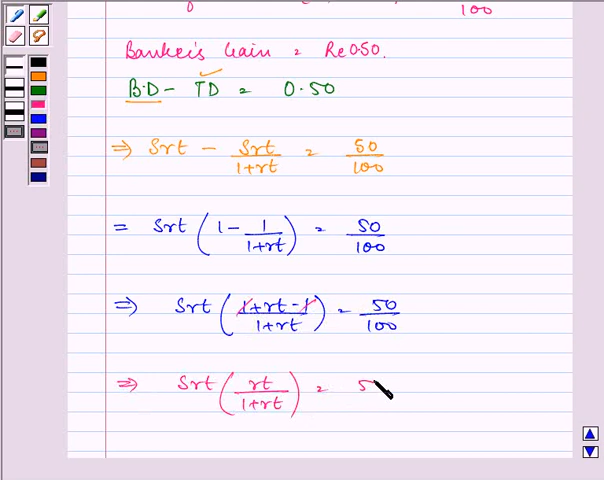 100
Banker's Gain = Re 0.50.
B.D - TD = 0.50
⇒ Srt - Srt/1+rt = 50/100
= Srt (1 - 1/1+rt) = 50/100
⇒ Srt (1+rt-1/1+rt) = 50/100
⇒ Srt (rt/1+rt) = 5